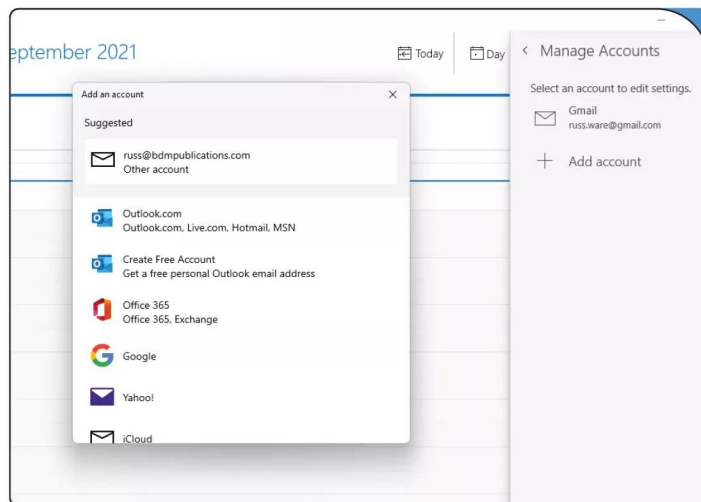 eptember 2021
Today
Day
Manage Accounts
Select an account to edit settings.
Gmail
russ.ware@gmail.com
Add account
Add an account
Suggested
russ@bdmpublications.com
Other account
Outlook.com
Outlook.com, Live.com, Hotmail, MSN
Create Free Account
Get a free personal Outlook email address
Office 365
Office 365, Exchange
Google
Yahoo!
iCloud